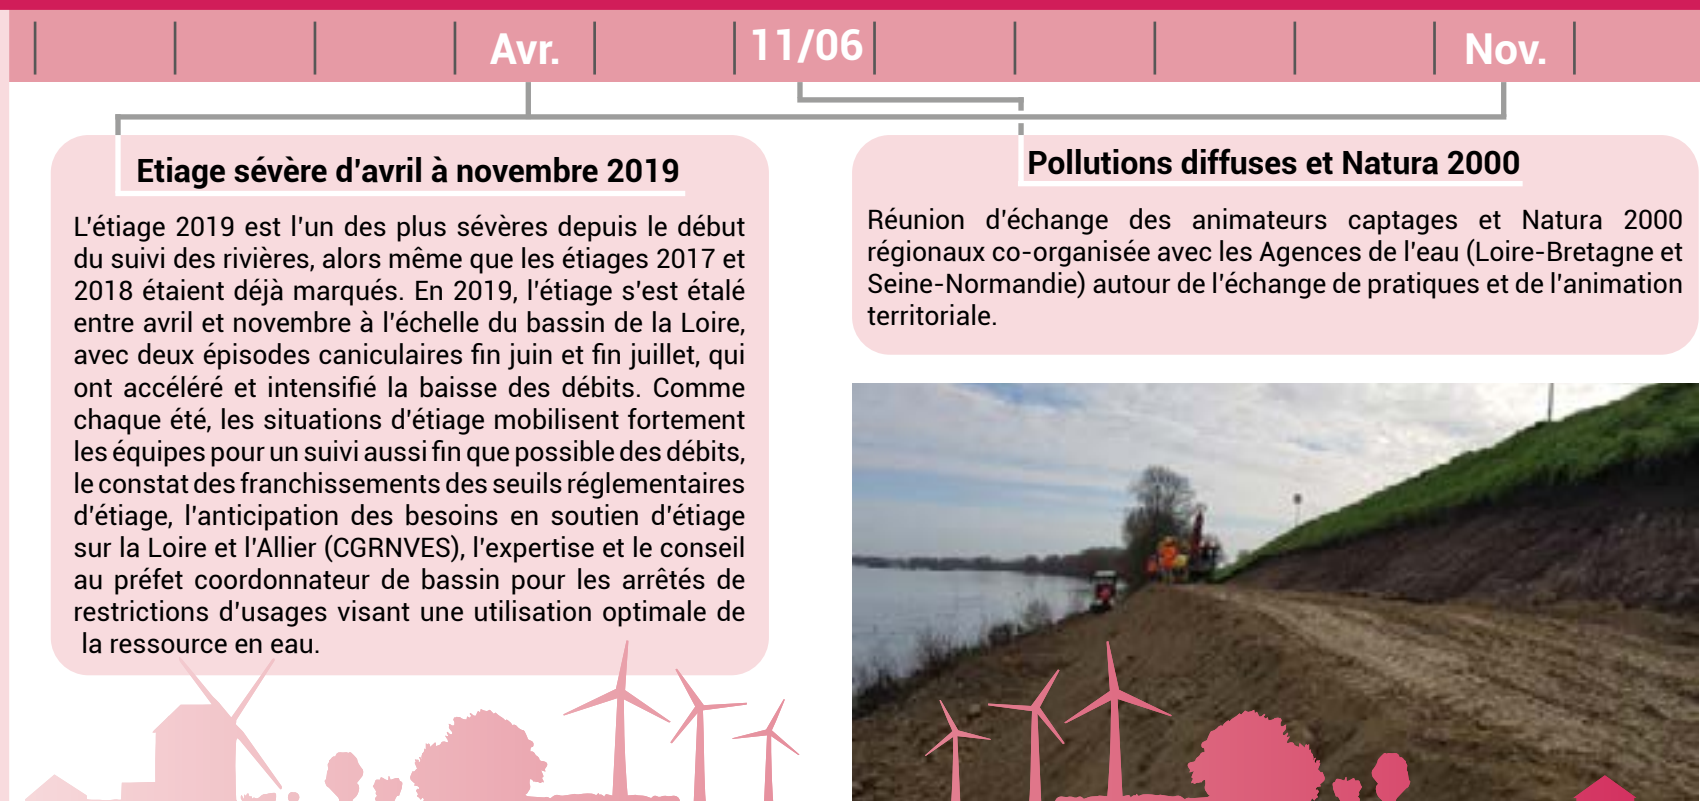 Avr.
11/06
Nov.
Etiage sévère d'avril à novembre 2019
L'étiage 2019 est l'un des plus sévères depuis le début
du suivi des rivières, alors même que les étiages 2017 et
2018 étaient déjà marqués. En 2019, l'étiage s'est étalé
entre avril et novembre à l'échelle du bassin de la Loire,
avec deux épisodes caniculaires fin juin et fin juillet, qui
ont accéléré et intensifié la baisse des débits. Comme
chaque été, les situations d'étiage mobilisent fortement
les équipes pour un suivi aussi fin que possible des débits,
le constat des franchissements des seuils réglementaires
d'étiage, l'anticipation des besoins en soutien d'étiage
sur la Loire et l'Allier (CGRNVES), l'expertise et le conseil
au préfet coordonnateur de bassin pour les arrêtés de
restrictions d'usages visant une utilisation optimale de
la ressource en eau.
Pollutions diffuses et Natura 2000
Réunion d'échange des animateurs captages et Natura 2000
régionaux co-organisée avec les Agences de l'eau (Loire-Bretagne et
Seine-Normandie) autour de l'échange de pratiques et de l'animation
territoriale.